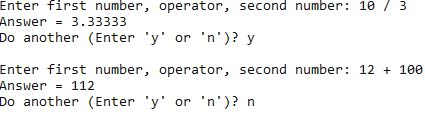 Enter first number, operator, second number: 10 / 3
Answer = 3.33333
Do another (Enter 'y' or 'n')? y
Enter first number, operator, second number: 12 + 100
Answer = 112
Do another (Enter 'y' or 'n')? n